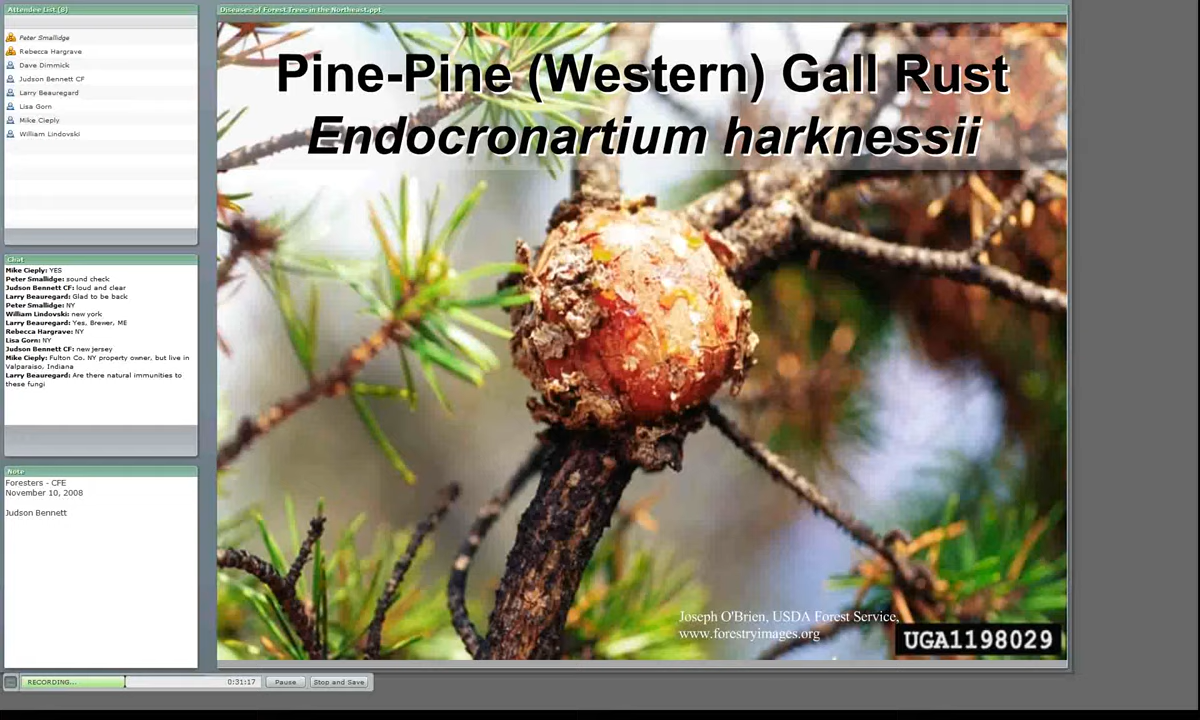 Attendee List (8)
Peter Smallidge
Rebecca Hargrave
Dave Dimmick
Judson Bennett CF
Larry Beauregard
Lisa Gorn
Mike Cieply
William Lindovski
Chat
Mike Cieply: YES
Peter Smallidge: sound check
Judson Bennett CF: loud and clear
Larry Beauregard: Glad to be back
Peter Smallidge: NY
William Lindovski: new york
Larry Beauregard: Yes, Brewer, ME
Rebecca Hargrave: NY
Lisa Gorn: NY
Judson Bennett CF: new jersey
Mike Cieply: Fulton Co. NY property owner, but live in
Valparaiso, Indiana
Larry Beauregard: Are there natural immunities to
these fungi
Note
Foresters - CFE
November 10, 2008
Judson Bennett
Diseases of Forest Trees in the Northeast.ppt
Pine-Pine (Western) Gall Rust
Endocronartium harknessii
Joseph O'Brien, USDA Forest Service,
www.forestryimages.org
UGA1198029
RECORDING... 0:31:17 Pause Stop and Save